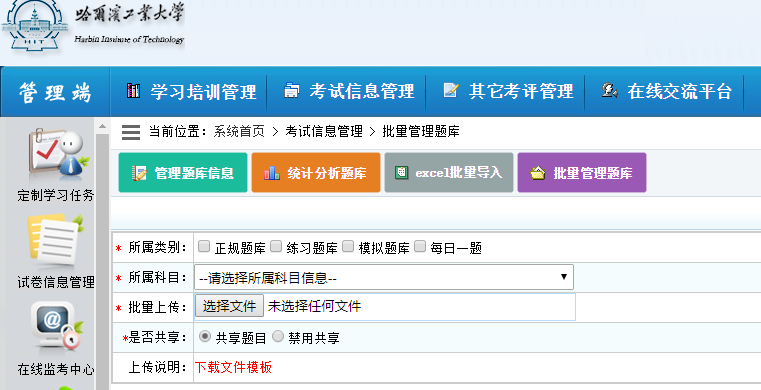 哈尔滨工业大学
Harbin Institute of Technology
HIT
管理端 学习培训管理 考试信息管理 其它考评管理 在线交流平台
当前位置：系统首页 > 考试信息管理 > 批量管理题库
管理题库信息 统计分析题库 excel批量导入 批量管理题库
定制学习任务
试卷信息管理
在线监考中心
* 所属类别： 正规题库 练习题库 模拟题库 每日一题
* 所属科目： --请选择所属科目信息--
* 批量上传： 选择文件 未选择任何文件
*是否共享： 共享题目 禁用共享
上传说明： 下载文件模板